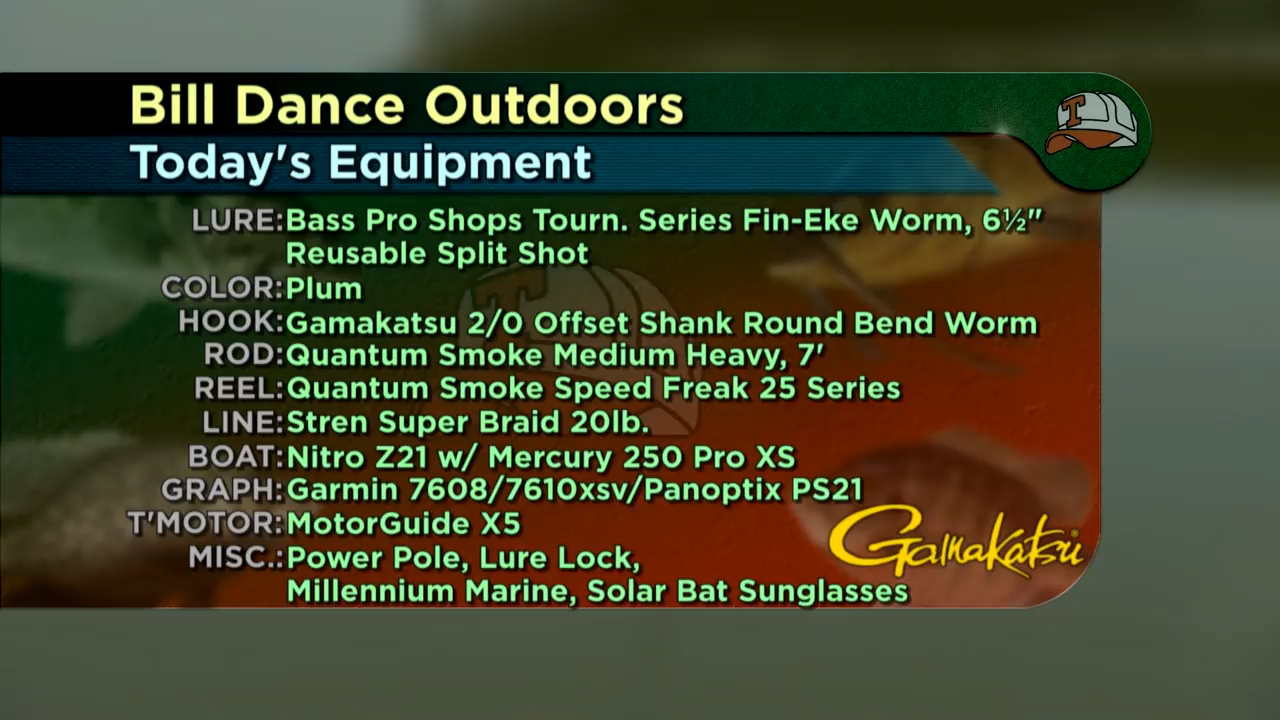 Bill Dance Outdoors
T
Today's Equipment
LURE: Bass Pro Shops Tourn. Series Fin-Eke Worm, 6½"
Reusable Split Shot
COLOR: Plum
HOOK: Gamakatsu 2/0 Offset Shank Round Bend Worm
ROD: Quantum Smoke Medium Heavy, 7'
REEL: Quantum Smoke Speed Freak 25 Series
LINE: Stren Super Braid 20lb.
BOAT: Nitro Z21 w/ Mercury 250 Pro XS
GRAPH: Garmin 7608/7610xsv/Panoptix PS21
T'MOTOR: MotorGuide X5
MISC.: Power Pole, Lure Lock,
Millennium Marine, Solar Bat Sunglasses
Gamakatsu®